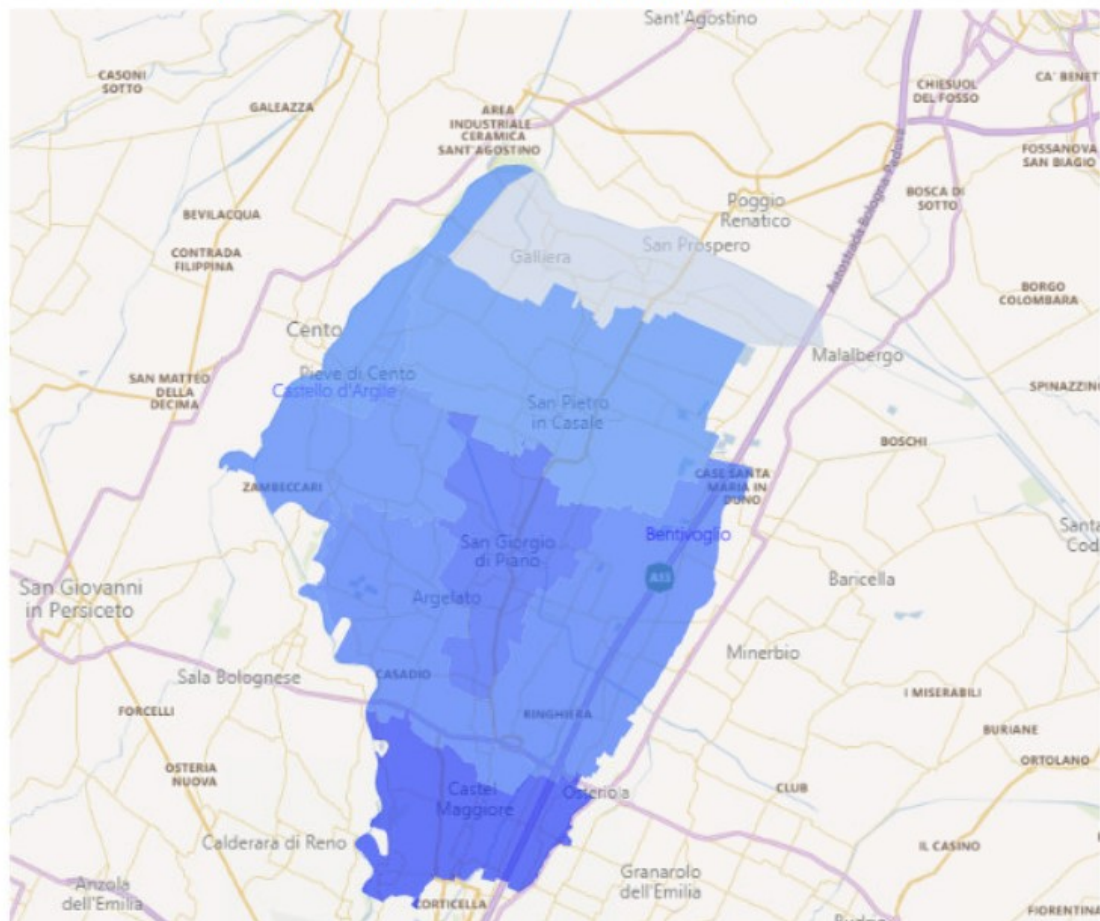 Sant'Agostino
CASONI
SOTTO
GALEAZZA
AREA
INDUSTRIALE
CERAMICA
SANT'AGOSTINO
CHIESUOL
DEL FOSSO
CA' BENET
FOSSANOVA
SAN BIAGIO
Autostrada Bologna Padova
BOSCA DI
SOTTO
BEVILACQUA
Poggio
Renatico
CONTRADA
FILIPPINA
Galliera
San Prospero
BORGO
COLOMBARA
Cento
Malalbergo
Pieve di Cento
Castello d'Argile
SAN MATTEO
DELLA
DECIMA
SPINAZZINO
San Pietro
in Casale
BOSCHI
ZAMBECCARI
CASE SANTA
MARIA IN
DUNO
Bentivoglio
Santa
Cod
San Giorgio
di Piano
A13
Baricella
San Giovanni
in Persiceto
Argelato
Minerbio
Sala Bolognese
CASADIO
I MISERABILI
FORCELLI
RINGHIERA
BURIANE
ORTOLANO
OSTERIA
NUOVA
Castel
Maggiore
Osteriola
CLUB
Calderara di Reno
IL CASINO
Anzola
dell'Emilia
CORTICELLA
Granarolo
dell'Emilia
FIORENTINA